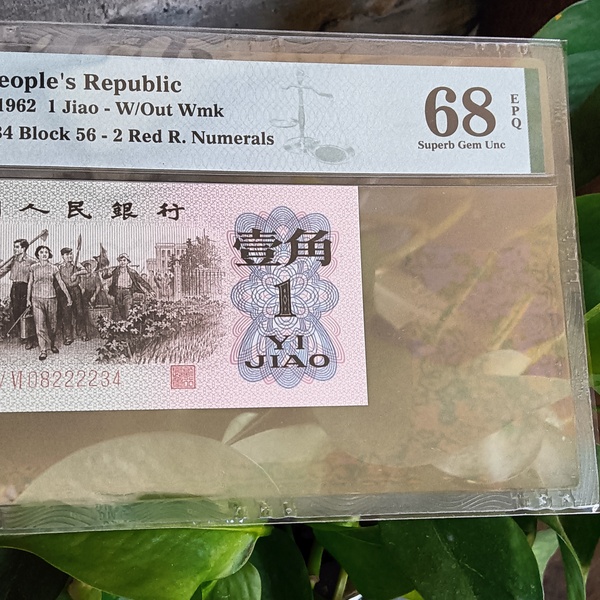 eople's Republic
1962 1 Jiao - W/Out Wmk
34 Block 56 - 2 Red R. Numerals
68
EPQ
Superb Gem Unc
人民銀行
壹角
1
YI
JIAO
VI 08222234